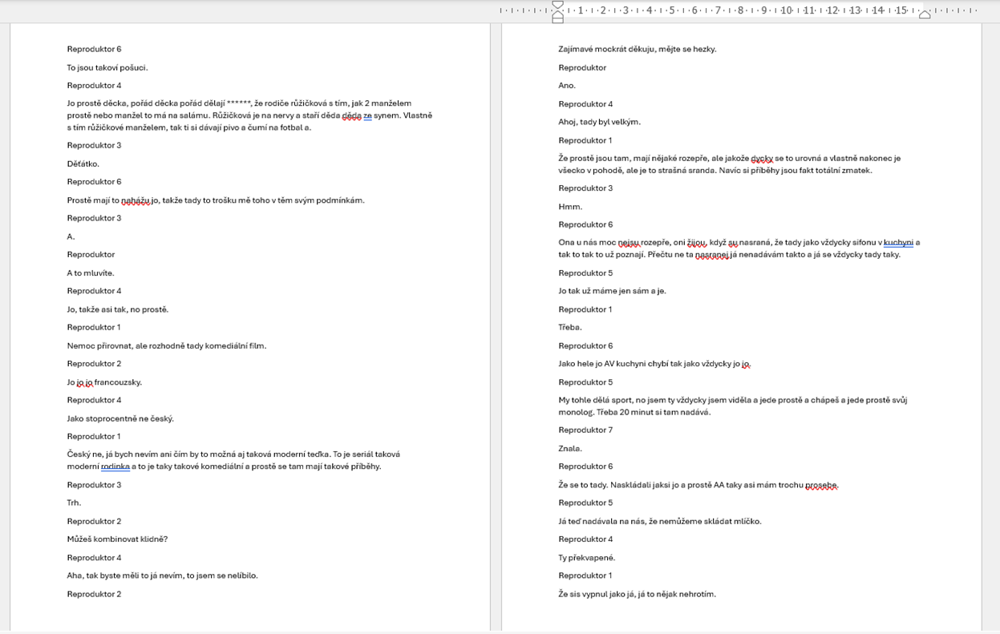 1 2 3 4 5 6 7 8 9 10 11 12 13 14 15
Reproduktor 6
To jsou takoví pošuci.
Reproduktor 4
Jo prostě děcka, pořád děcka pořád dělají ******, že rodiče růžičková s tím, jak 2 manželem
prostě nebo manžel to má na salámu. Růžičková je na nervy a staří děda děda ze synem. Vlastně
s tím růžičkové manželem, tak ti si dávají pivo a čumí na fotbal a.
Reproduktor 3
Děťátko.
Reproduktor 6
Prostě mají to nahážu jo, takže tady to trošku mě toho v těm svým podmínkám.
Reproduktor 3
A.
Reproduktor
A to mluvíte.
Reproduktor 4
Jo, takže asi tak, no prostě.
Reproduktor 1
Nemoc přirovnat, ale rozhodně tady komediální film.
Reproduktor 2
Jo jo jo francouzsky.
Reproduktor 4
Jako stoprocentně ne český.
Reproduktor 1
Český ne, já bych nevím ani čím by to možná aj taková moderní teďka. To je seriál taková
moderní rodinka a to je taky takové komediální a prostě se tam mají takové příběhy.
Reproduktor 3
Trh.
Reproduktor 2
Můžeš kombinovat klidně?
Reproduktor 4
Aha, tak byste měli to já nevím, to jsem se nelíbilo.
Reproduktor 2
Zajímavé mockrát děkuju, mějte se hezky.
Reproduktor
Ano.
Reproduktor 4
Ahoj, tady byl velkým.
Reproduktor 1
Že prostě jsou tam, mají nějaké rozepře, ale jakože dycky se to urovná a vlastně nakonec je
všecko v pohodě, ale je to strašná sranda. Navíc si příběhy jsou fakt totální zmatek.
Reproduktor 3
Hmm.
Reproduktor 6
Ona u nás moc nejsu rozepře, oni žijou, když su nasraná, že tady jako vždycky sifonu v kuchyni a
tak to tak to už poznají. Přečtu ne ta nasranej já nenadávám takto a já se vždycky tady taky.
Reproduktor 5
Jo tak už máme jen sám a je.
Reproduktor 1
Třeba.
Reproduktor 6
Jako hele jo AV kuchyni chybí tak jako vždycky jo jo.
Reproduktor 5
My tohle dělá sport, no jsem ty vždycky jsem viděla a jede prostě a chápeš a jede prostě svůj
monolog. Třeba 20 minut si tam nadává.
Reproduktor 7
Znala.
Reproduktor 6
Že se to tady. Naskládali jaksi jo a prostě AA taky asi mám trochu prosebe.
Reproduktor 5
Já teď nadávala na nás, že nemůžeme skládat mlíčko.
Reproduktor 4
Ty překvapené.
Reproduktor 1
Že sis vypnul jako já, já to nějak nehrotím.